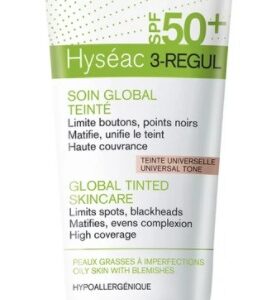 SPF 50+
Hyséac 3-REGUL
SOIN GLOBAL
TEINTÉ
Limite boutons, points noirs
Matifie, unifie le teint
Haute couvrance
TEINTE UNIVERSELLE
UNIVERSAL TONE
GLOBAL TINTED
SKINCARE
Limits spots, blackheads
Matifies, evens complexion
High coverage
PEAUX GRASSES À IMPERFECTIONS
OILY SKIN WITH BLEMISHES
HYPOALLERGÉNIQUE